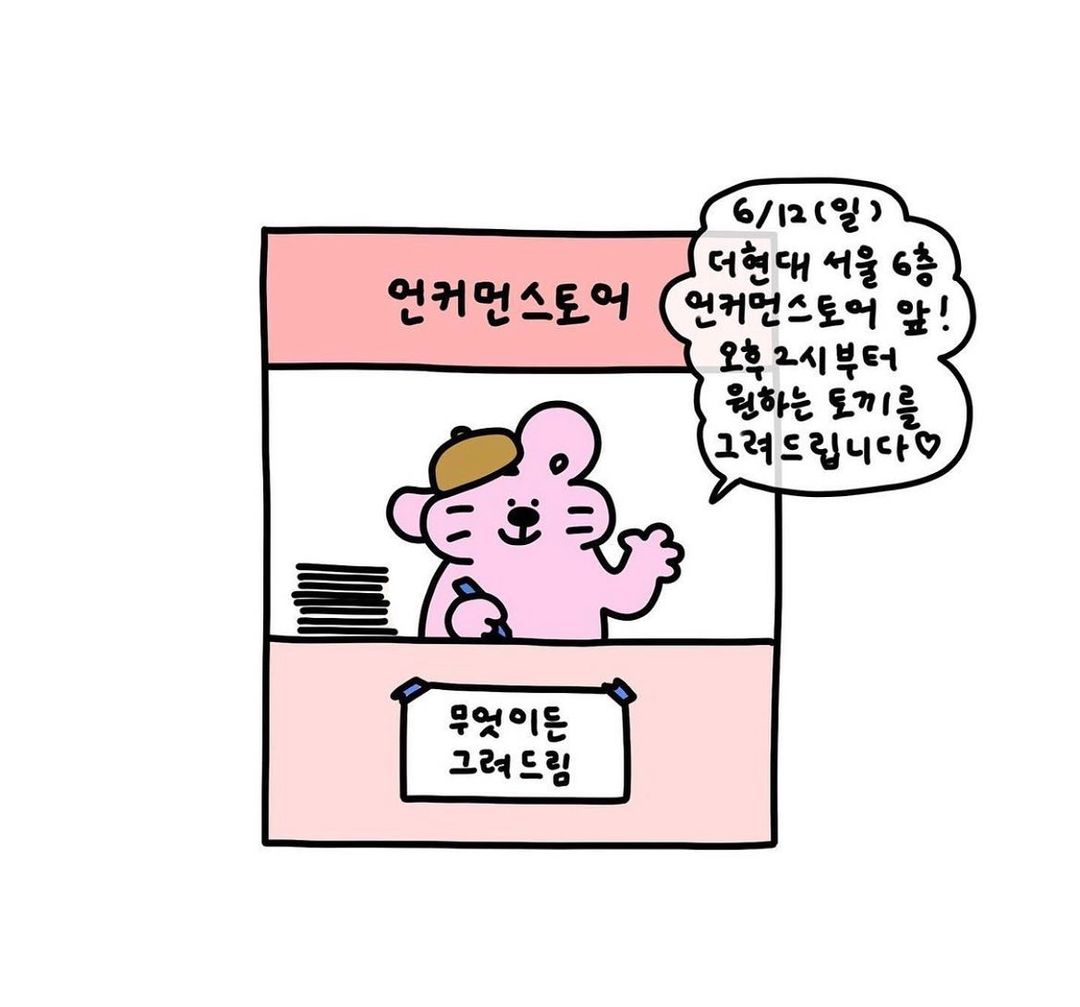 언커먼스토어
6/12(일)
더현대 서울 6층
언커먼스토어 앞!
오후 2시부터
원하는 토끼를
그려드립니다♡
무엇이든
그려드림